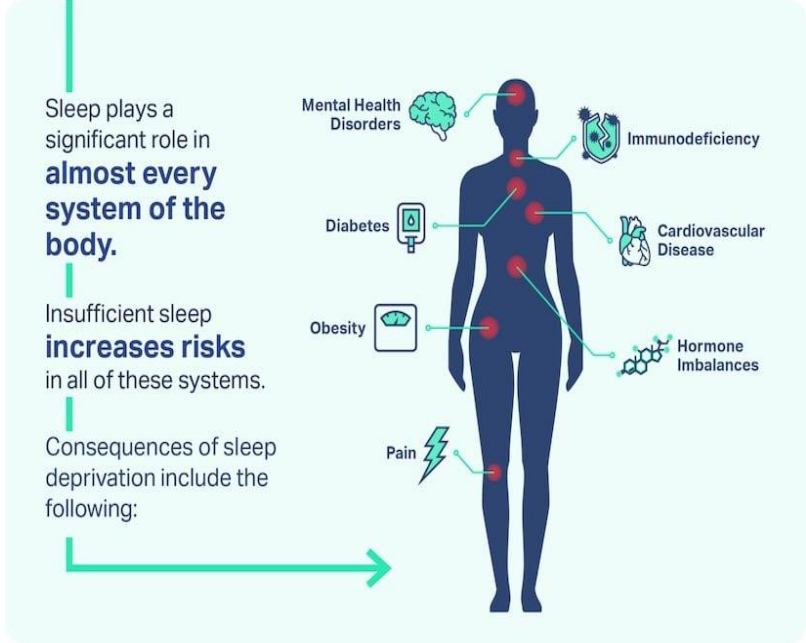 Sleep plays a
significant role in
almost every
system of the
body.
Insufficient sleep
increases risks
in all of these systems.
Consequences of sleep
deprivation include the
following:
Mental Health
Disorders
Immunodeficiency
Diabetes
Cardiovascular
Disease
Obesity
Hormone
Imbalances
Pain